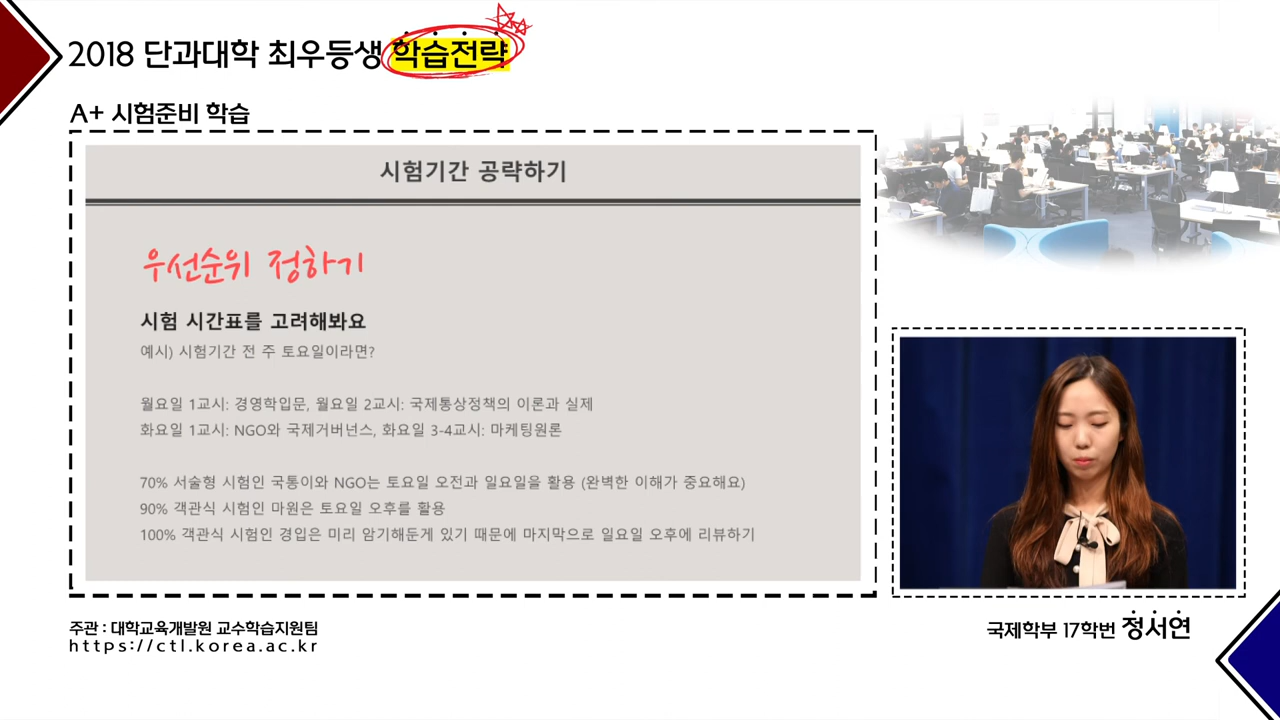 2018 단과대학 최우등생 학습전략
A+ 시험준비 학습
시험기간 공략하기
우선순위 정하기
시험 시간표를 고려해봐요
예시) 시험기간 전 주 토요일이라면?
월요일 1교시: 경영학입문, 월요일 2교시: 국제통상정책의 이론과 실제
화요일 1교시: NGO와 국제거버넌스, 화요일 3-4교시: 마케팅원론
70% 서술형 시험인 국통이와 NGO는 토요일 오전과 일요일을 활용 (완벽한 이해가 중요해요)
90% 객관식 시험인 마원은 토요일 오후를 활용
100% 객관식 시험인 경입은 미리 암기해둔게 있기 때문에 마지막으로 일요일 오후에 리뷰하기
주관 : 대학교육개발원 교수학습지원팀
https://ctl.korea.ac.kr
국제학부 17학번 정서연